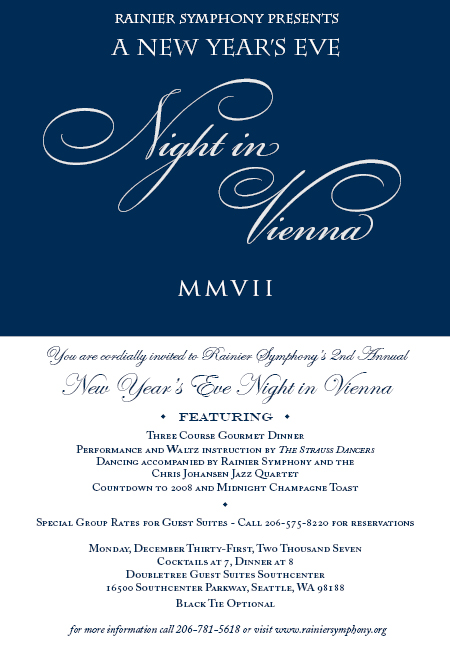 RAINIER SYMPHONY PRESENTS
A NEW YEAR'S EVE
Night in
Vienna
MMVII
You are cordially invited to Rainier Symphony's 2nd Annual
New Year's Eve Night in Vienna
FEATURING
Three Course Gourmet Dinner
Performance and Waltz instruction by The Strauss Dancers
Dancing accompanied by Rainier Symphony and the
Chris Johansen Jazz Quartet
Countdown to 2008 and Midnight Champagne Toast
Special Group Rates for Guest Suites - Call 206-575-8220 for reservations
Monday, December Thirty-First, Two Thousand Seven
Cocktails at 7, Dinner at 8
Doubletree Guest Suites Southcenter
16500 Southcenter Parkway, Seattle, WA 98188
Black Tie Optional
for more information call 206-781-5618 or visit www.rainiersymphony.org